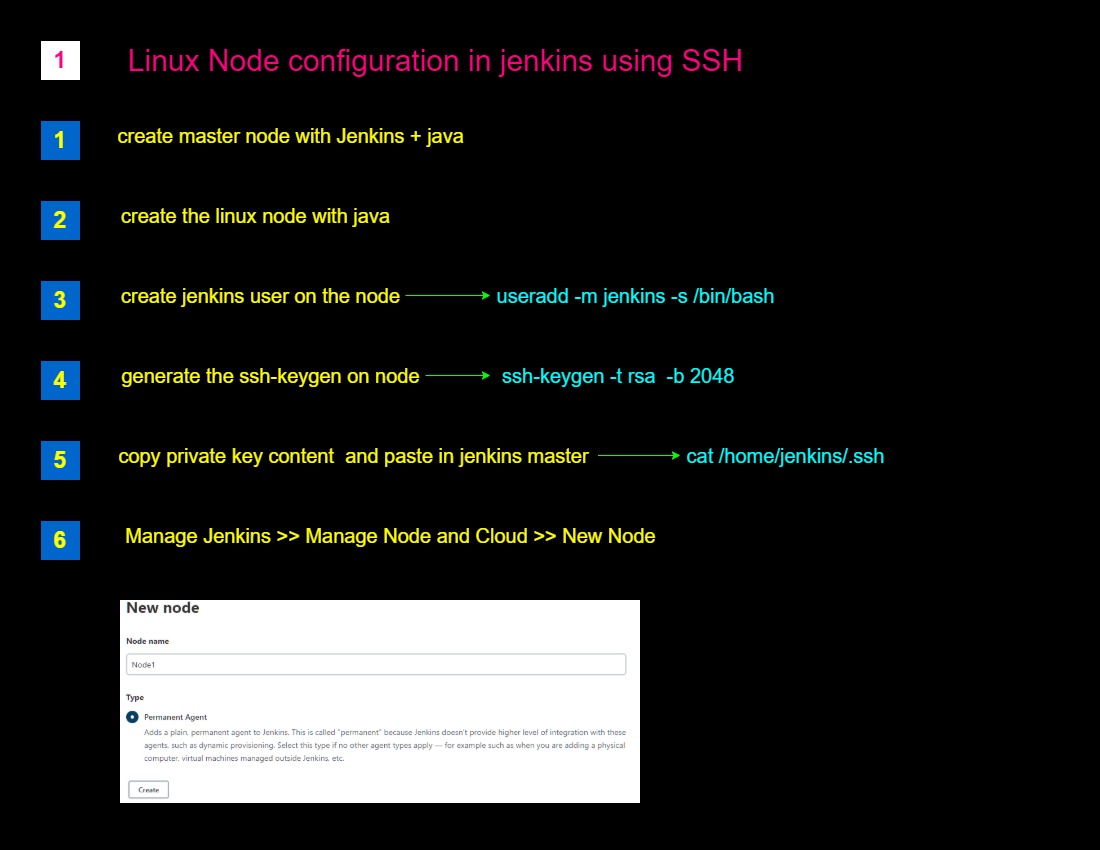 1 Linux Node configuration in jenkins using SSH
1 create master node with Jenkins + java
2 create the linux node with java
3 create jenkins user on the node useradd -m jenkins -s /bin/bash
4 generate the ssh-keygen on node ssh-keygen -t rsa  -b 2048
5 copy private key content  and paste in jenkins master cat /home/jenkins/.ssh
6 Manage Jenkins >> Manage Node and Cloud >> New Node
New node
Node name
Node1
Type
Permanent Agent
Adds a plain, permanent agent to Jenkins. This is called "permanent" because Jenkins doesn't provide higher level of integration with these
agents, such as dynamic provisioning. Select this type if no other agent types apply — for example such as when you are adding a physical
computer, virtual machines managed outside Jenkins, etc.
Create